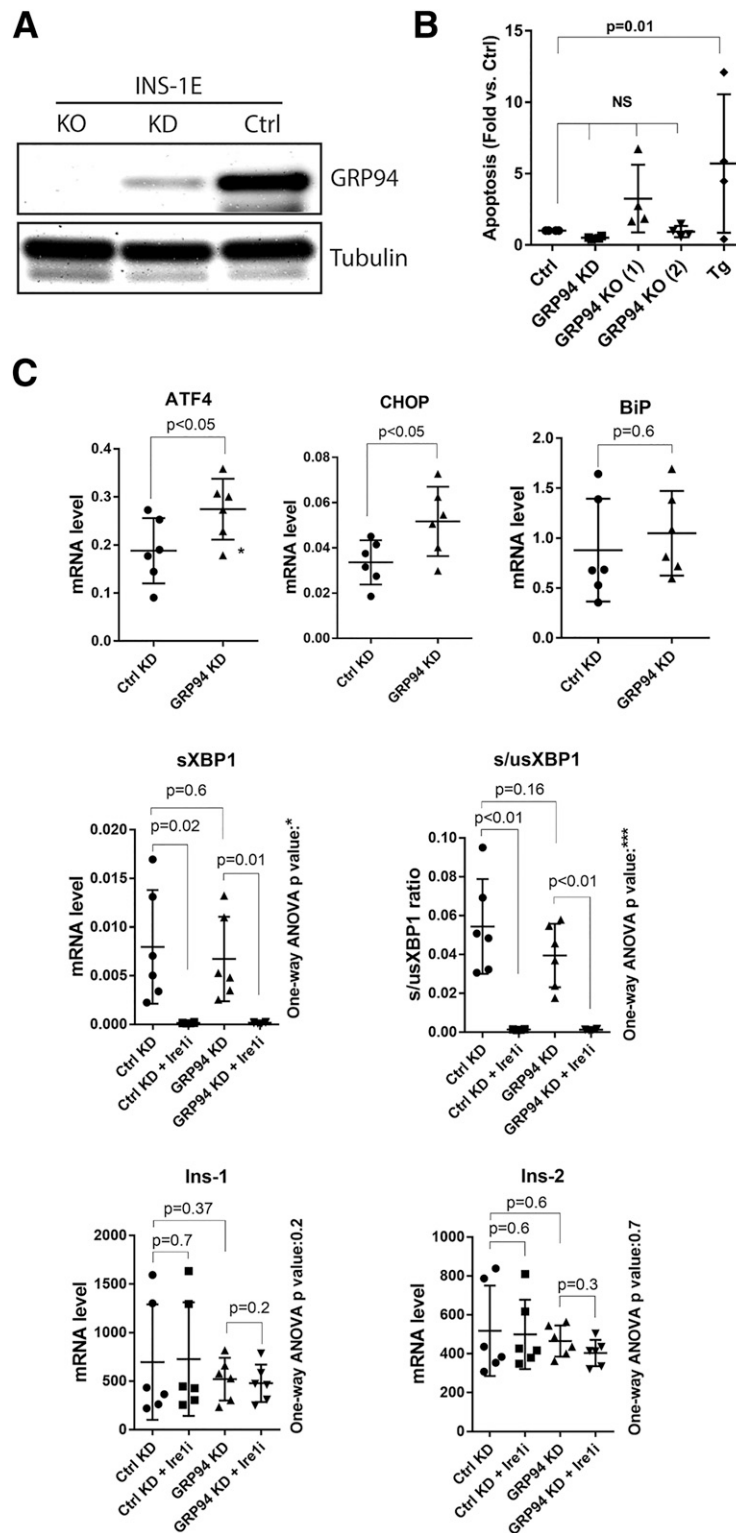 A
INS-1E
KO KD Ctrl
GRP94
Tubulin
B
p=0.01
NS
Apoptosis (Fold vs. Ctrl)
15
10
5
0
Ctrl
GRP94 KD
GRP94 KO (1)
GRP94 KO (2)
Tg
C
ATF4
p<0.05
mRNA level
0.4
0.3
0.2
0.1
0.0
*
Ctrl KD
GRP94 KD
CHOP
p<0.05
mRNA level
0.08
0.06
0.04
0.02
0.00
Ctrl KD
GRP94 KD
BiP
p=0.6
mRNA level
2.0
1.5
1.0
0.5
0.0
Ctrl KD
GRP94 KD
sXBP1
p=0.6
p=0.02
p=0.01
mRNA level
0.020
0.015
0.010
0.005
0.000
Ctrl KD
Ctrl KD + Ire1i
GRP94 KD
GRP94 KD + Ire1i
One-way ANOVA p value:*
s/usXBP1
p=0.16
p<0.01
p<0.01
s/usXBP1 ratio
0.10
0.08
0.06
0.04
0.02
0.00
Ctrl KD
Ctrl KD + Ire1i
GRP94 KD
GRP94 KD + Ire1i
One-way ANOVA p value:***
Ins-1
p=0.37
p=0.7
p=0.2
mRNA level
2000
1500
1000
500
0
Ctrl KD
Ctrl KD + Ire1i
GRP94 KD
GRP94 KD + Ire1i
One-way ANOVA p value:0.2
Ins-2
p=0.6
p=0.6
p=0.3
mRNA level
1000
800
600
400
200
0
Ctrl KD
Ctrl KD + Ire1i
GRP94 KD
GRP94 KD + Ire1i
One-way ANOVA p value:0.7